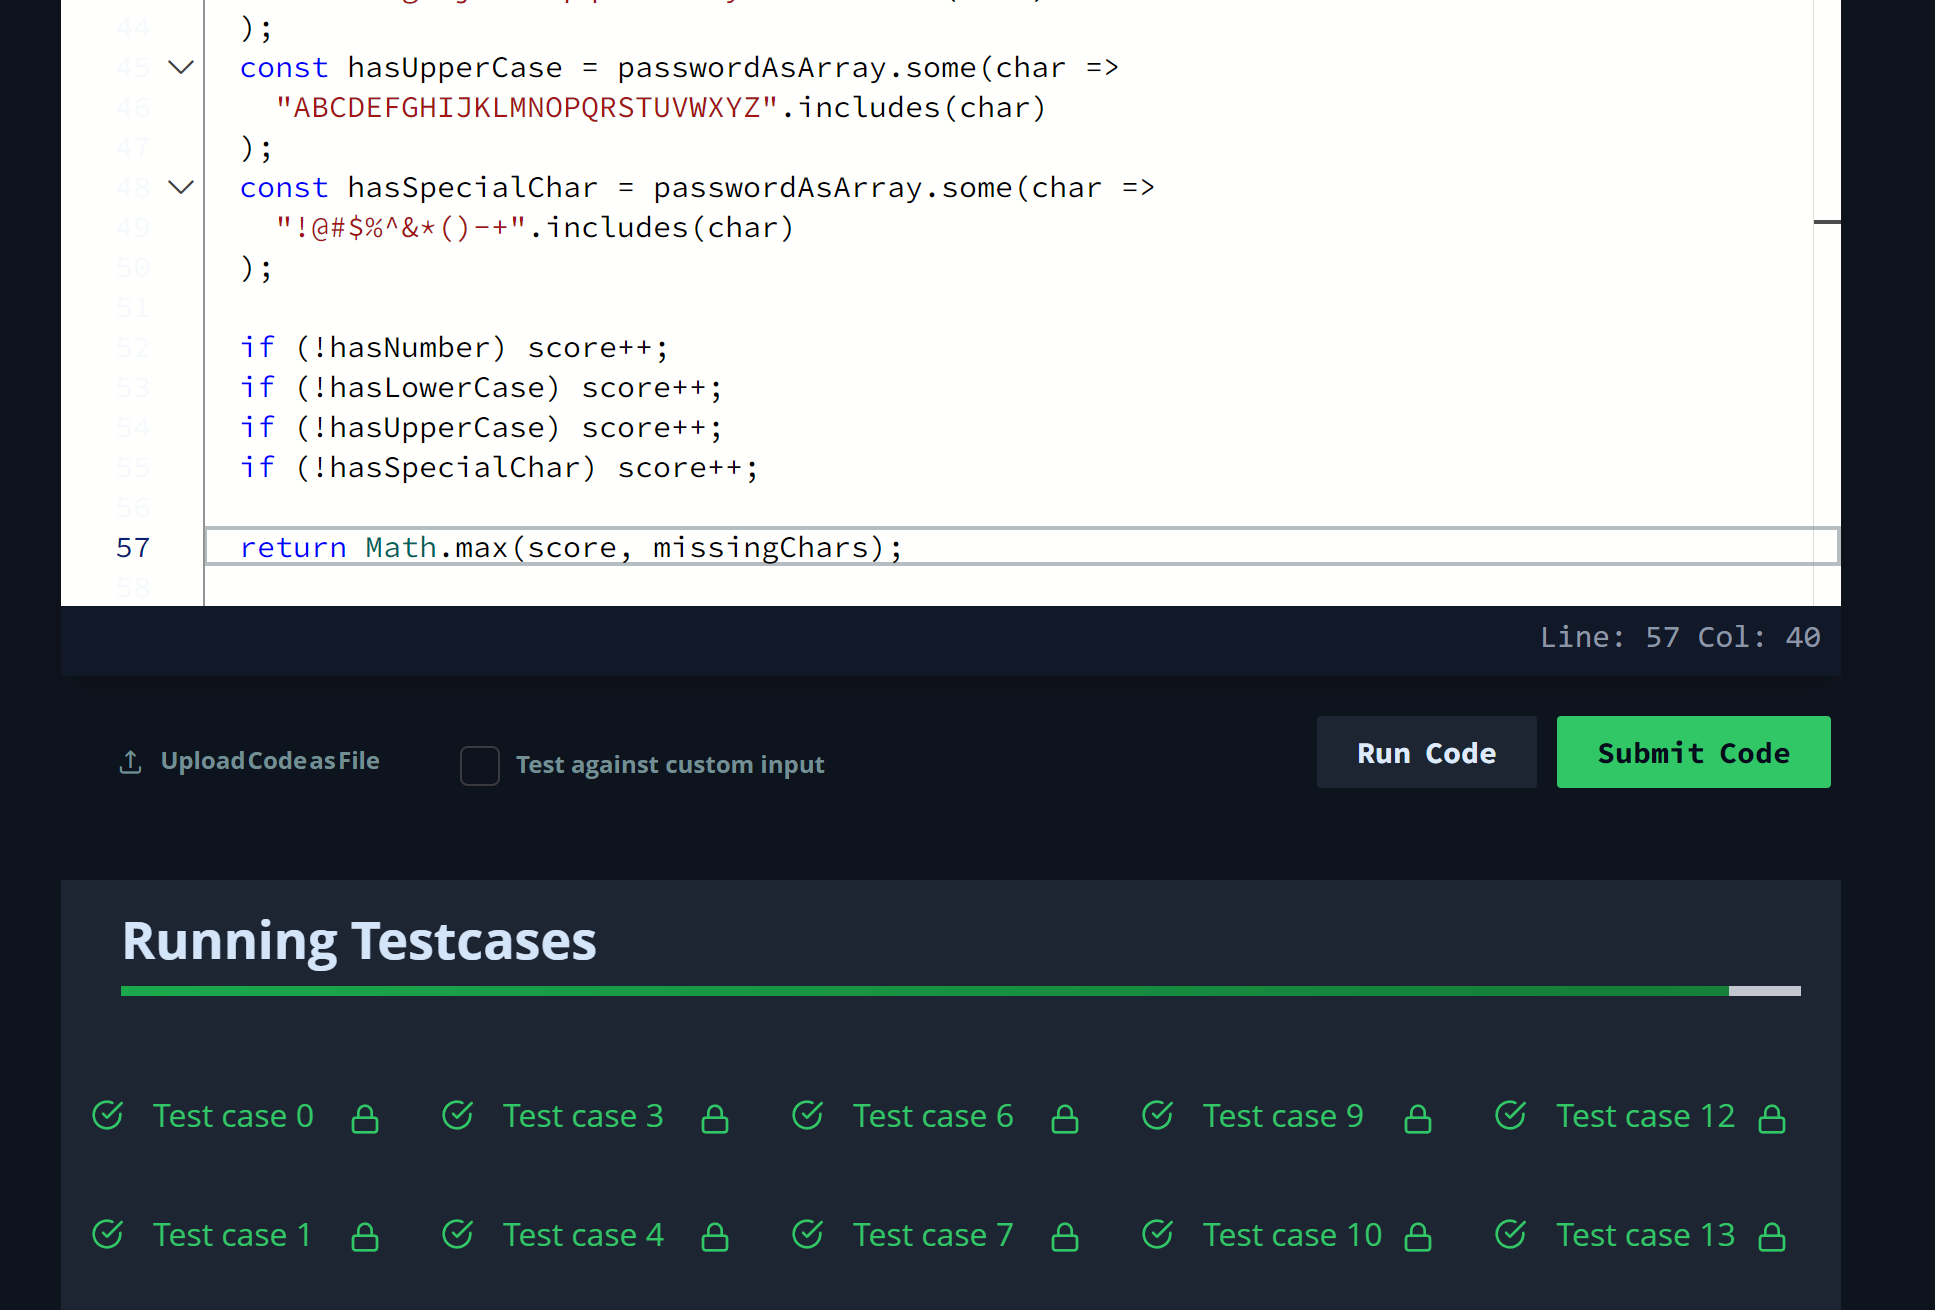 44 );
45 const hasUpperCase = passwordAsArray.some(char =>
46 "ABCDEFGHIJKLMNOPQRSTUVWXYZ".includes(char)
47 );
48 const hasSpecialChar = passwordAsArray.some(char =>
49 "!@#$%^&*()-+".includes(char)
50 );
51
52 if (!hasNumber) score++;
53 if (!hasLowerCase) score++;
54 if (!hasUpperCase) score++;
55 if (!hasSpecialChar) score++;
56
57 return Math.max(score, missingChars);
58
Line: 57 Col: 40
Upload Code as File
Test against custom input
Run Code
Submit Code
Running Testcases
Test case 0
Test case 3
Test case 6
Test case 9
Test case 12
Test case 1
Test case 4
Test case 7
Test case 10
Test case 13